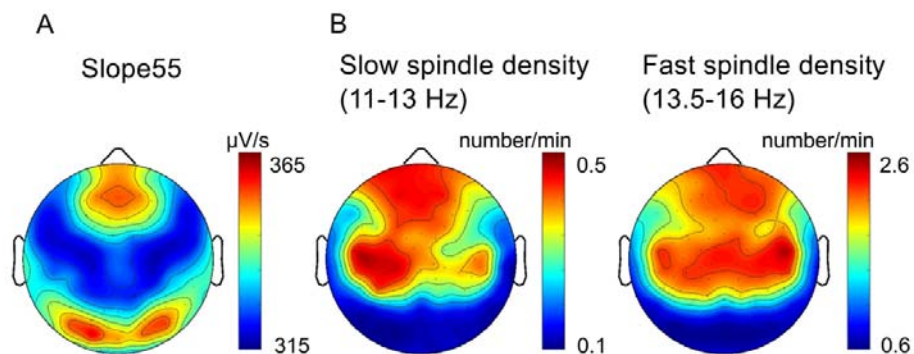 A
B
Slope55
Slow spindle density
(11-13 Hz)
Fast spindle density
(13.5-16 Hz)
µV/s
365
315
number/min
0.5
0.1
number/min
2.6
0.6